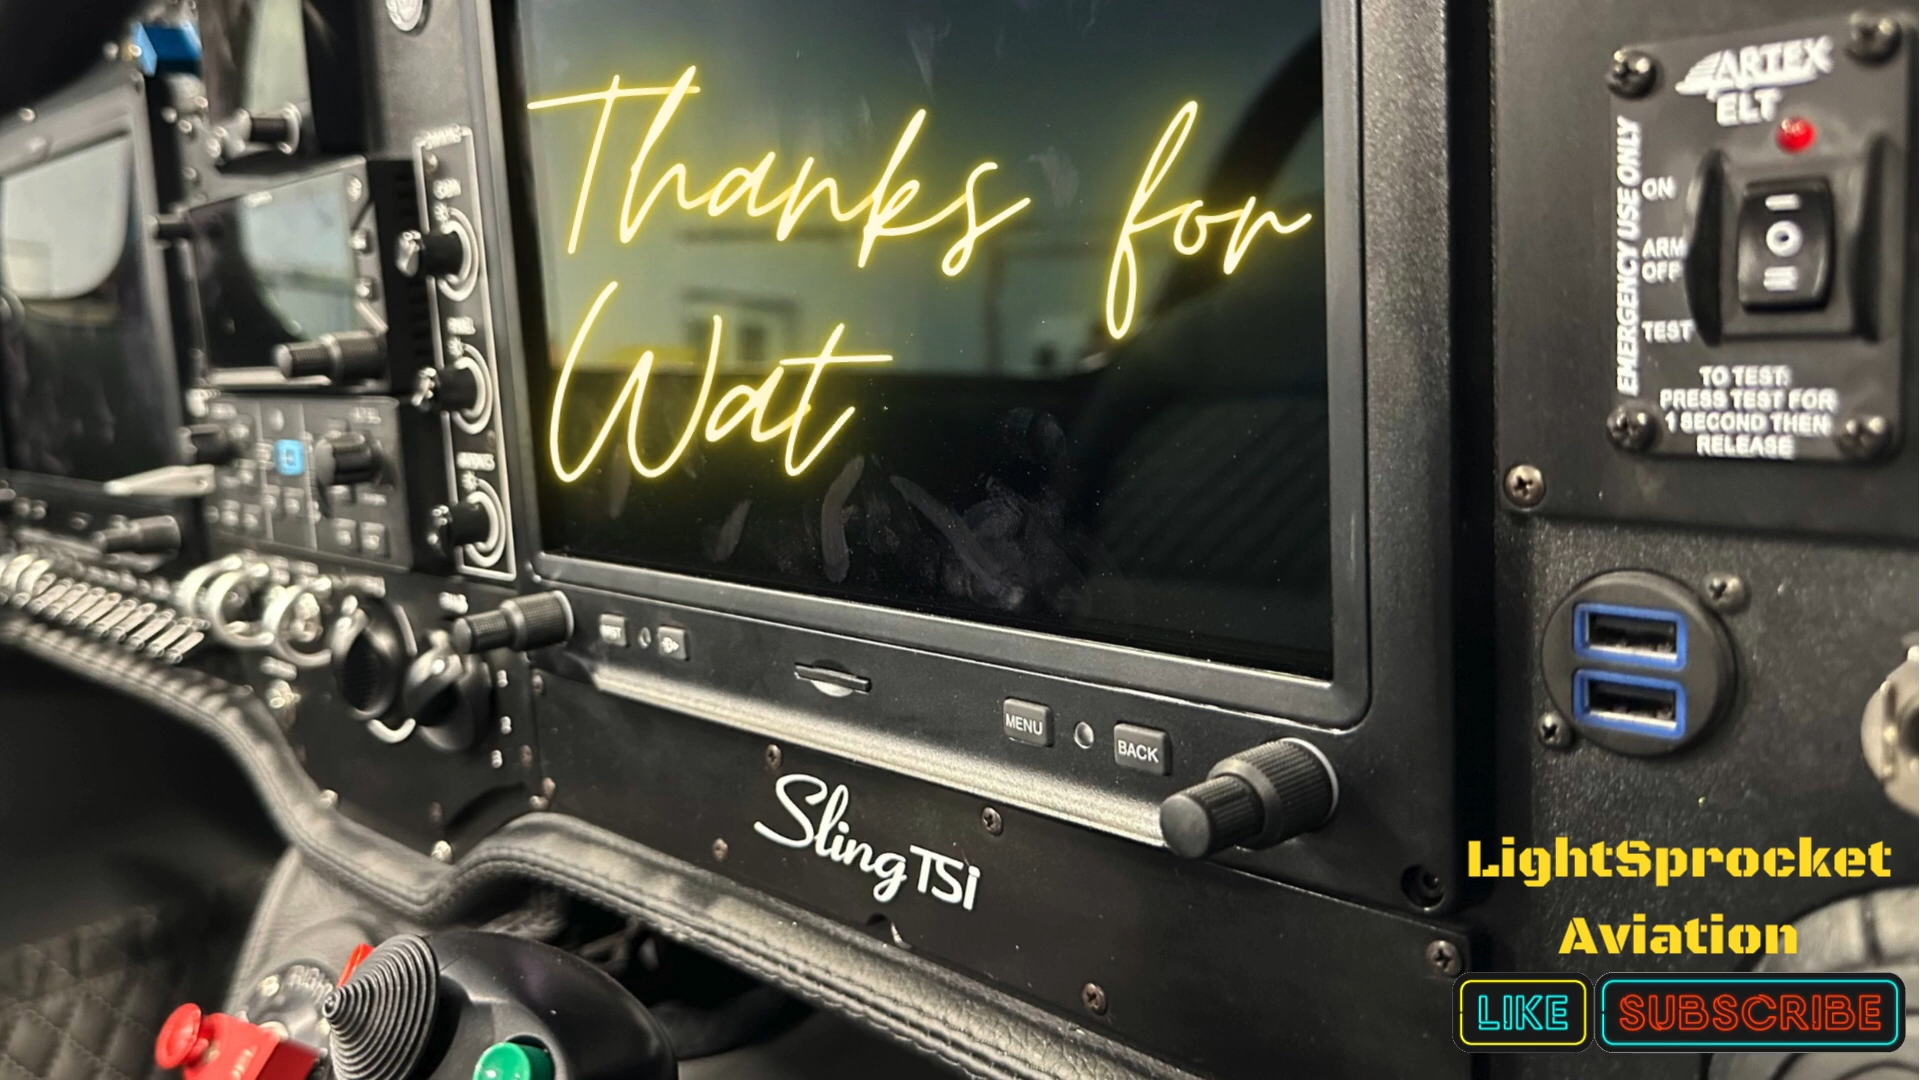 Thanks for
Wat
ARTEX
ELT
EMERGENCY USE ONLY
ON
ARM
OFF
TEST
TO TEST:
PRESS TEST FOR
1 SECOND THEN
RELEASE
MENU
BACK
Sling TSi
LightSprocket
Aviation
LIKE
SUBSCRIBE